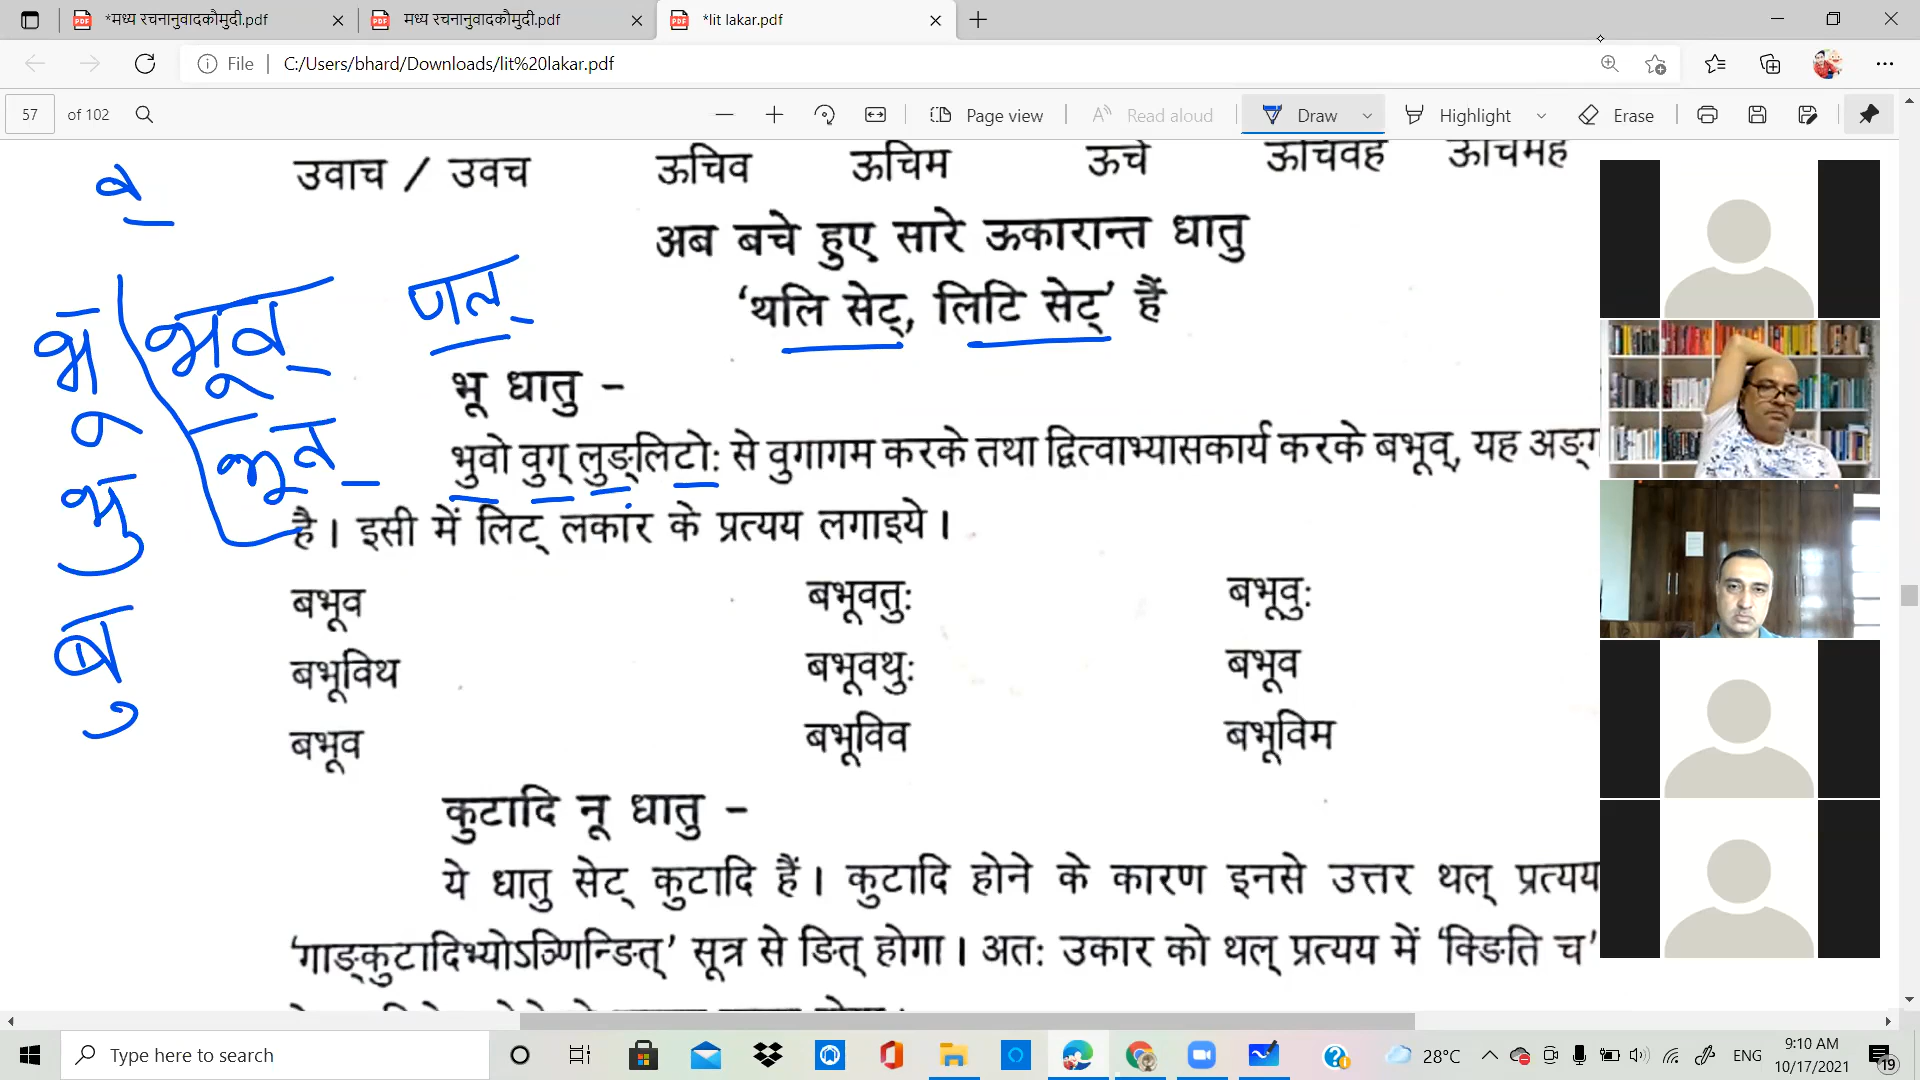 *मध्य रचनानुवादकौमुदी.pdf
मध्य रचनानुवादकौमुदी.pdf
*lit lakar.pdf
File
C:/Users/bhard/Downloads/lit%20lakar.pdf
57 of 102
Page view
Read aloud
Draw
Highlight
Erase
उवाच / उवच ऊचिव ऊचिम ऊचे ऊचिवहे ऊचिमहे
अब बचे हुए सारे ऊकारान्त धातु
‘थलि सेट्, लिटि सेट्’ हैं
भू धातु –
भुवो वुग् लुङ्लिटो: से वुगागम करके तथा द्वित्वाभ्यासकार्य करके बभूव्, यह अङ्ग
है। इसी में लिट् लकार के प्रत्यय लगाइये।
बभूव बभूवतु: बभूवु:
बभूविथ बभूवथु: बभूव
बभूव बभूविव बभूविम
कुटादि नू धातु –
ये धातु सेट् कुटादि हैं। कुटादि होने के कारण इनसे उत्तर थल् प्रत्यय
‘गाङ्कुटादिभ्योऽञ्णिन्ङित्’ सूत्र से ङित् होगा। अत: उकार को थल् प्रत्यय में ‘क्ङिति च’
व
भू
भूव्
णल्
भूव्
भु
बु
Type here to search
28°C
ENG
9:10 AM
10/17/2021
19